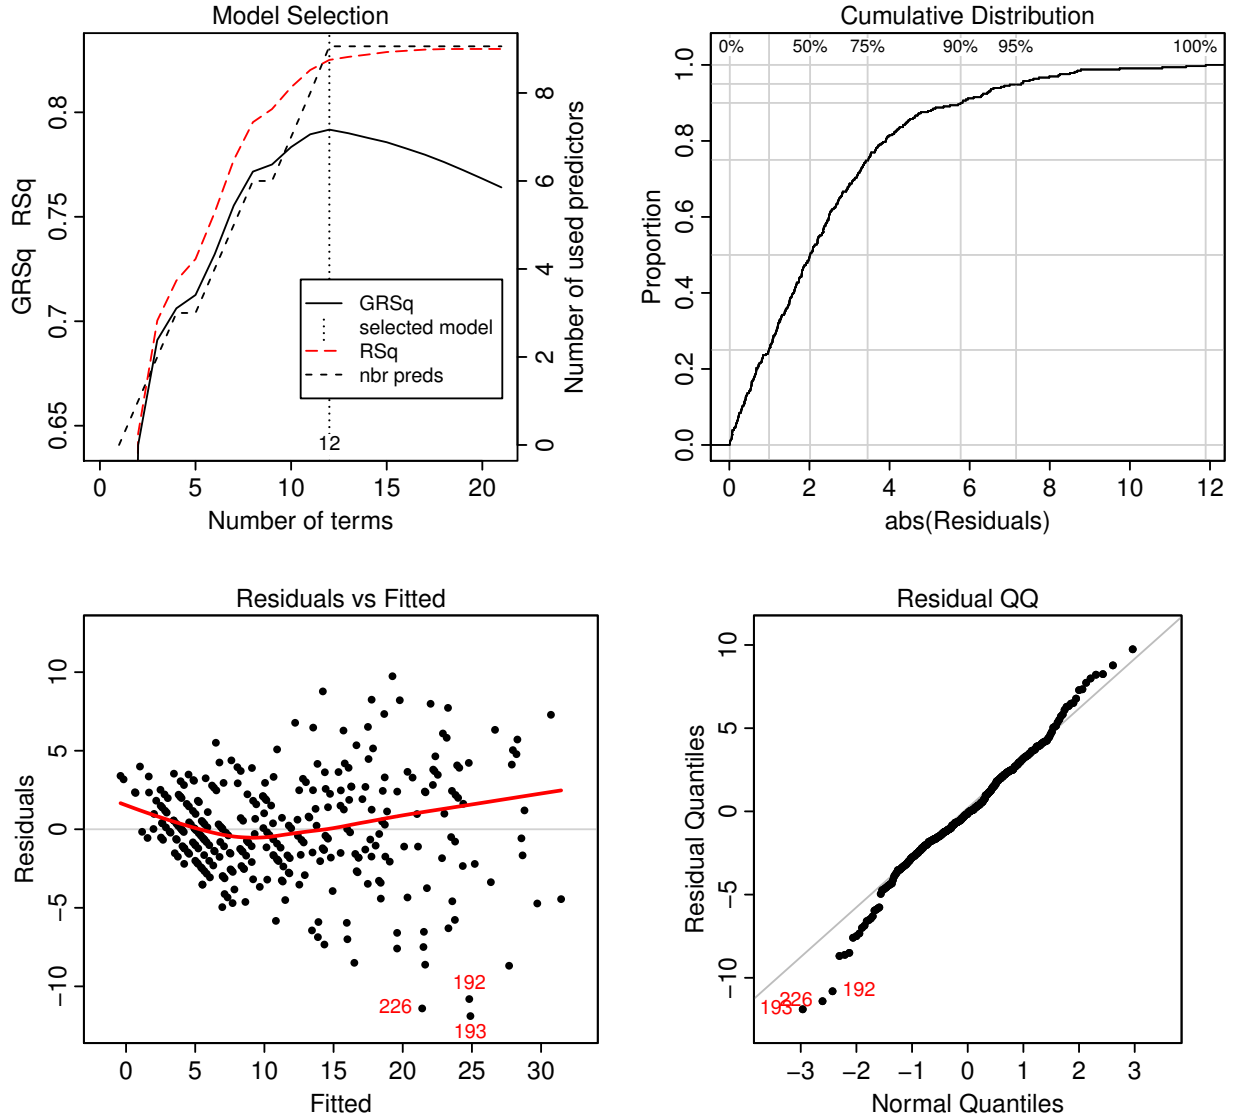 Model Selection
GRSq RSq
0.65 0.7 0.75 0.8
0 2 4 6 8
Number of used predictors
GRSq
selected model
RSq
nbr preds
12
0 5 10 15 20
Number of terms
Cumulative Distribution
0% 50% 75% 90% 95% 100%
Proportion
0.0 0.2 0.4 0.6 0.8 1.0
0 2 4 6 8 10 12
abs(Residuals)
Residuals vs Fitted
Residuals
−10 −5 0 5 10
192
226
193
0 5 10 15 20 25 30
Fitted
Residual QQ
Residual Quantiles
−10 −5 0 5 10
192
226
193
−3 −2 −1 0 1 2 3
Normal Quantiles